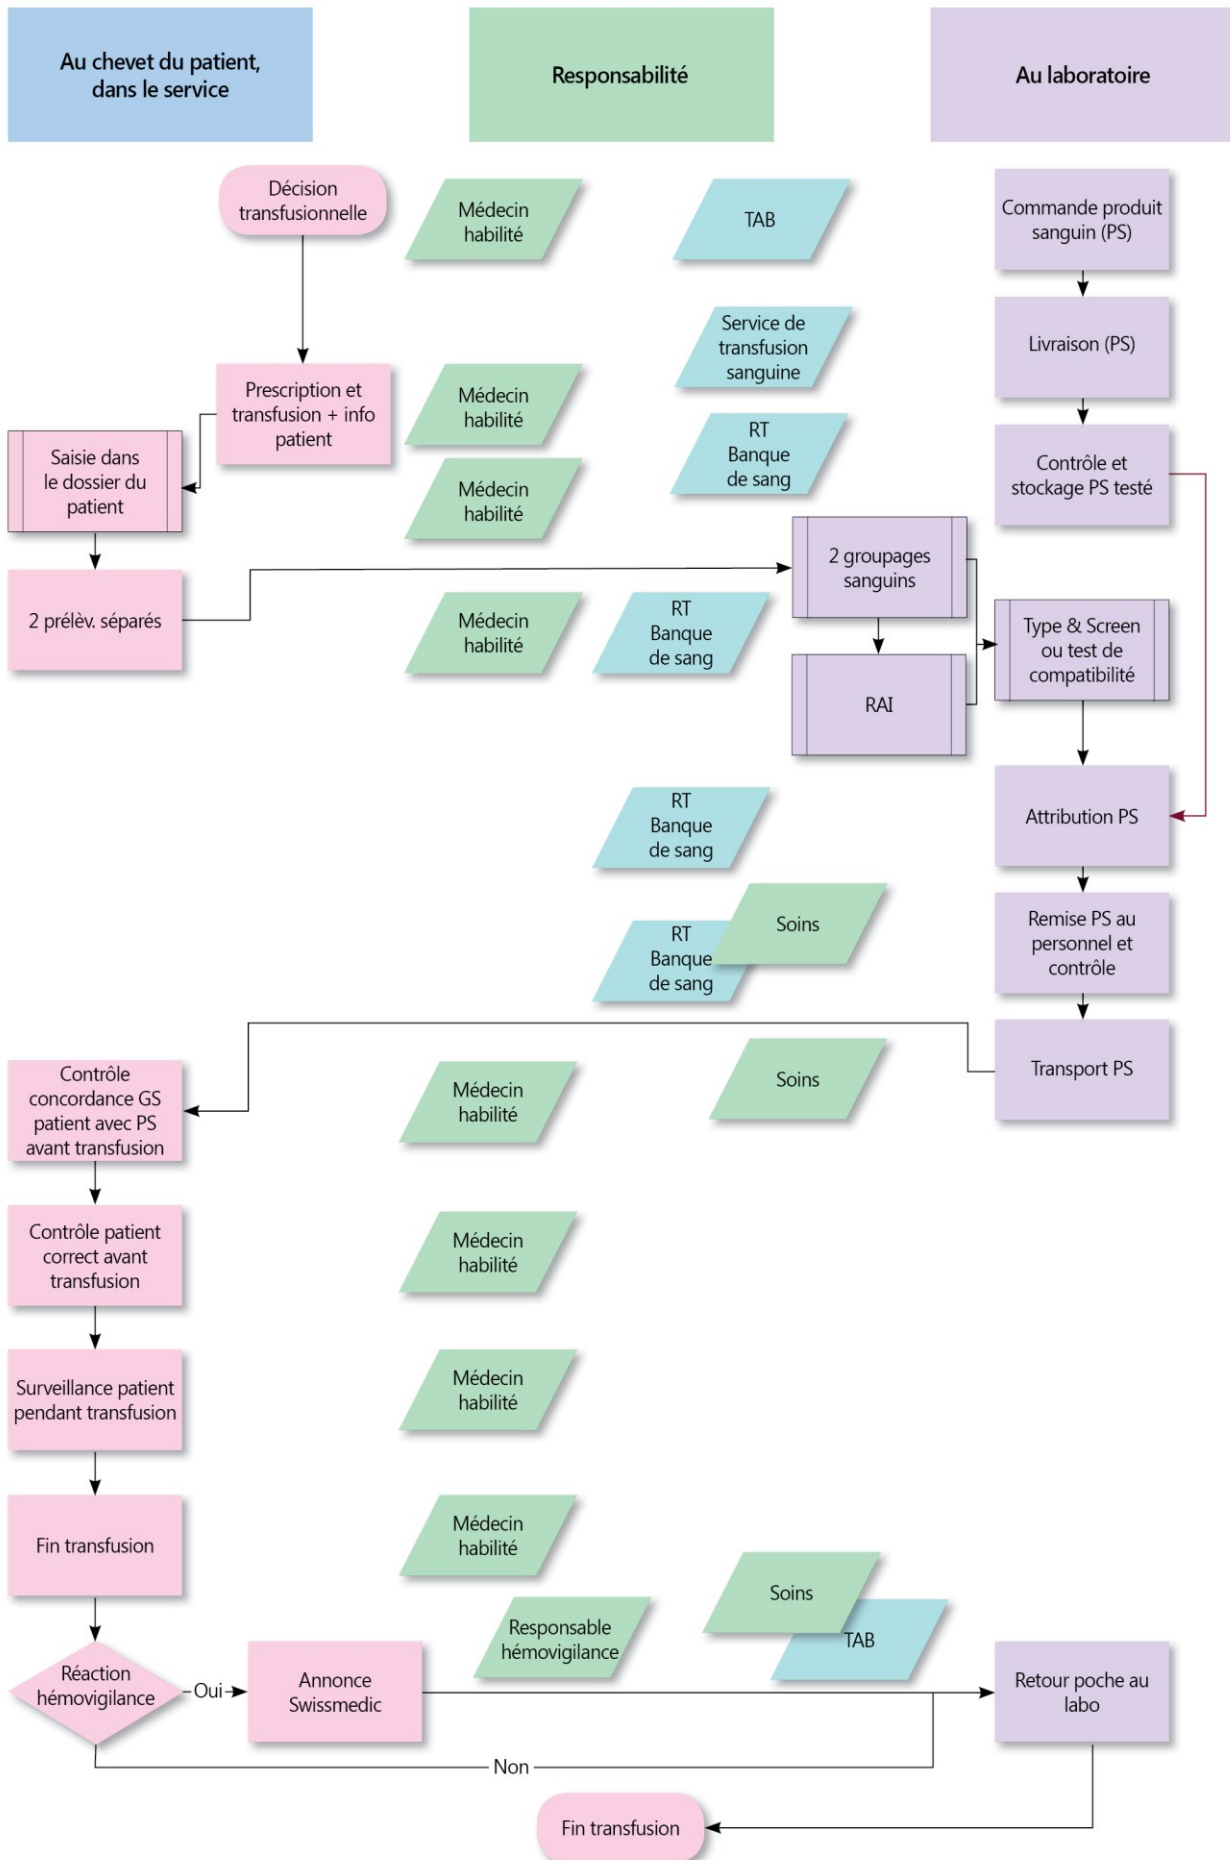 Au chevet du patient,
dans le service
Responsabilité
Au laboratoire
Décision
transfusionnelle
Médecin
habilité
TAB
Commande produit
sanguin (PS)
Service de
transfusion
sanguine
Livraison (PS)
Prescription et
transfusion + info
patient
Médecin
habilité
RT
Banque
de sang
Contrôle et
stockage PS testé
Saisie dans
le dossier du
patient
Médecin
habilité
2 prélèv. séparés
Médecin
habilité
RT
Banque
de sang
2 groupages
sanguins
RAI
Type & Screen
ou test de
compatibilité
RT
Banque
de sang
Attribution PS
RT
Banque
de sang
Soins
Remise PS au
personnel et
contrôle
Contrôle
concordance GS
patient avec PS
avant transfusion
Médecin
habilité
Soins
Transport PS
Contrôle patient
correct avant
transfusion
Médecin
habilité
Surveillance patient
pendant transfusion
Médecin
habilité
Fin transfusion
Médecin
habilité
Responsable
hémovigilance
Soins
TAB
Réaction
hémovigilance
Oui
Annonce
Swissmedic
Retour poche au
labo
Non
Fin transfusion